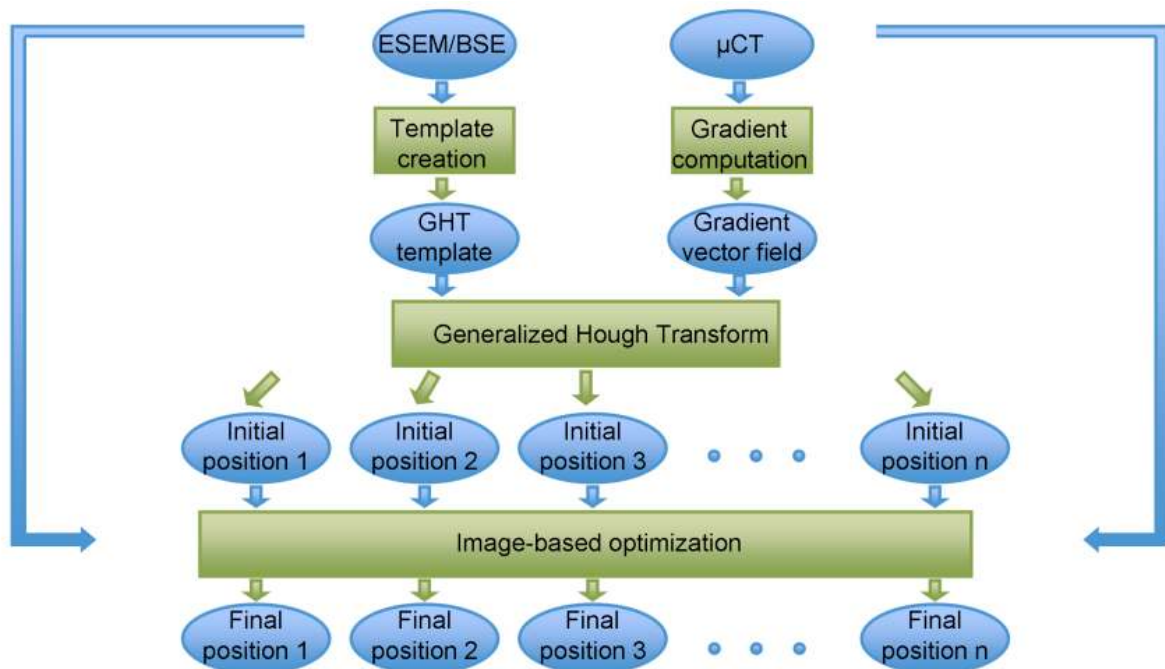 ESEM/BSE
µCT
Template
creation
Gradient
computation
GHT
template
Gradient
vector field
Generalized Hough Transform
Initial
position 1
Initial
position 2
Initial
position 3
Initial
position n
Image-based optimization
Final
position 1
Final
position 2
Final
position 3
Final
position n